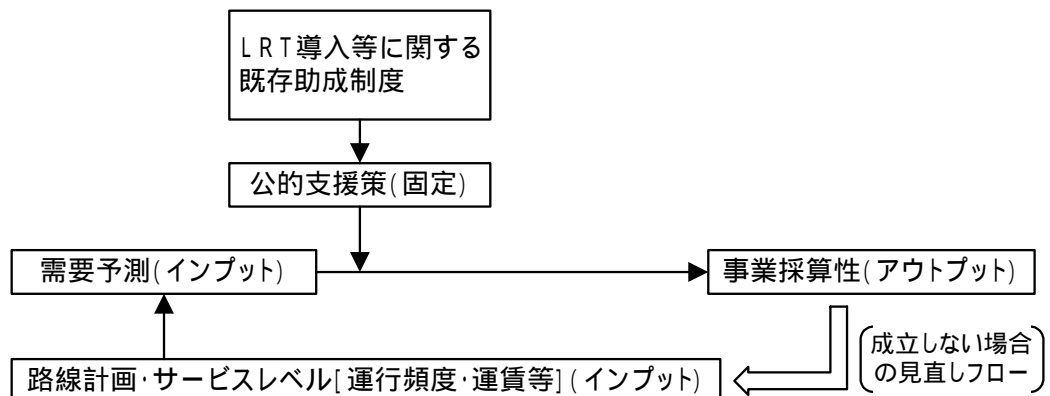 LRT導入等に関する
既存助成制度
公的支援策(固定)
需要予測(インプット)
事業採算性(アウトプット)
成立しない場合
の見直しフロー
路線計画・サービスレベル[運行頻度・運賃等](インプット)